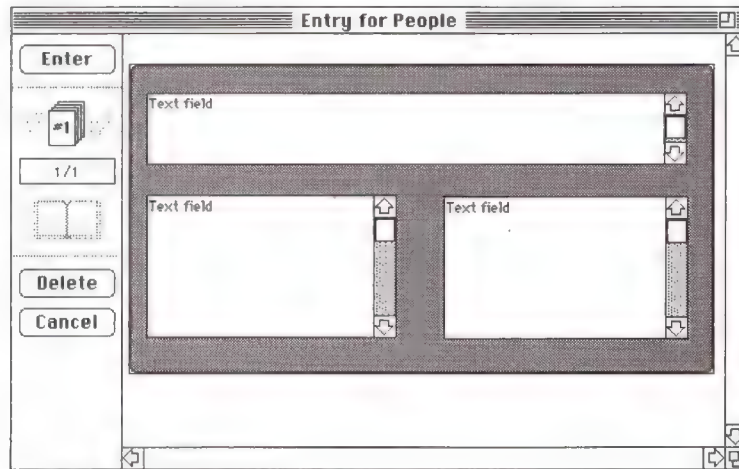 Entry for People
Enter
#1
1/1
Delete
Cancel
Text field
Text field
Text field